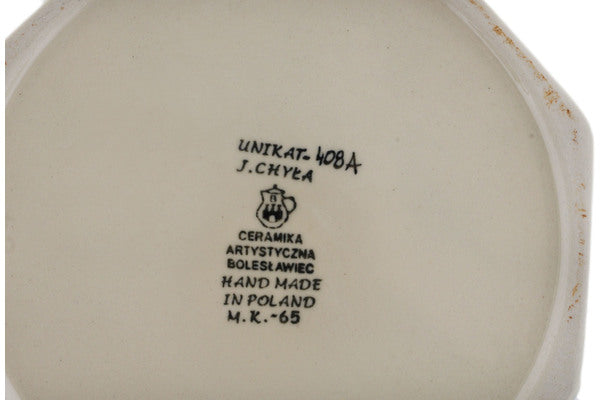 UNIKAT-408A
J.CHYŁA
B
CERAMIKA
ARTYSTYCZNA
BOLESŁAWIEC
HAND MADE
IN POLAND
M.K.-65